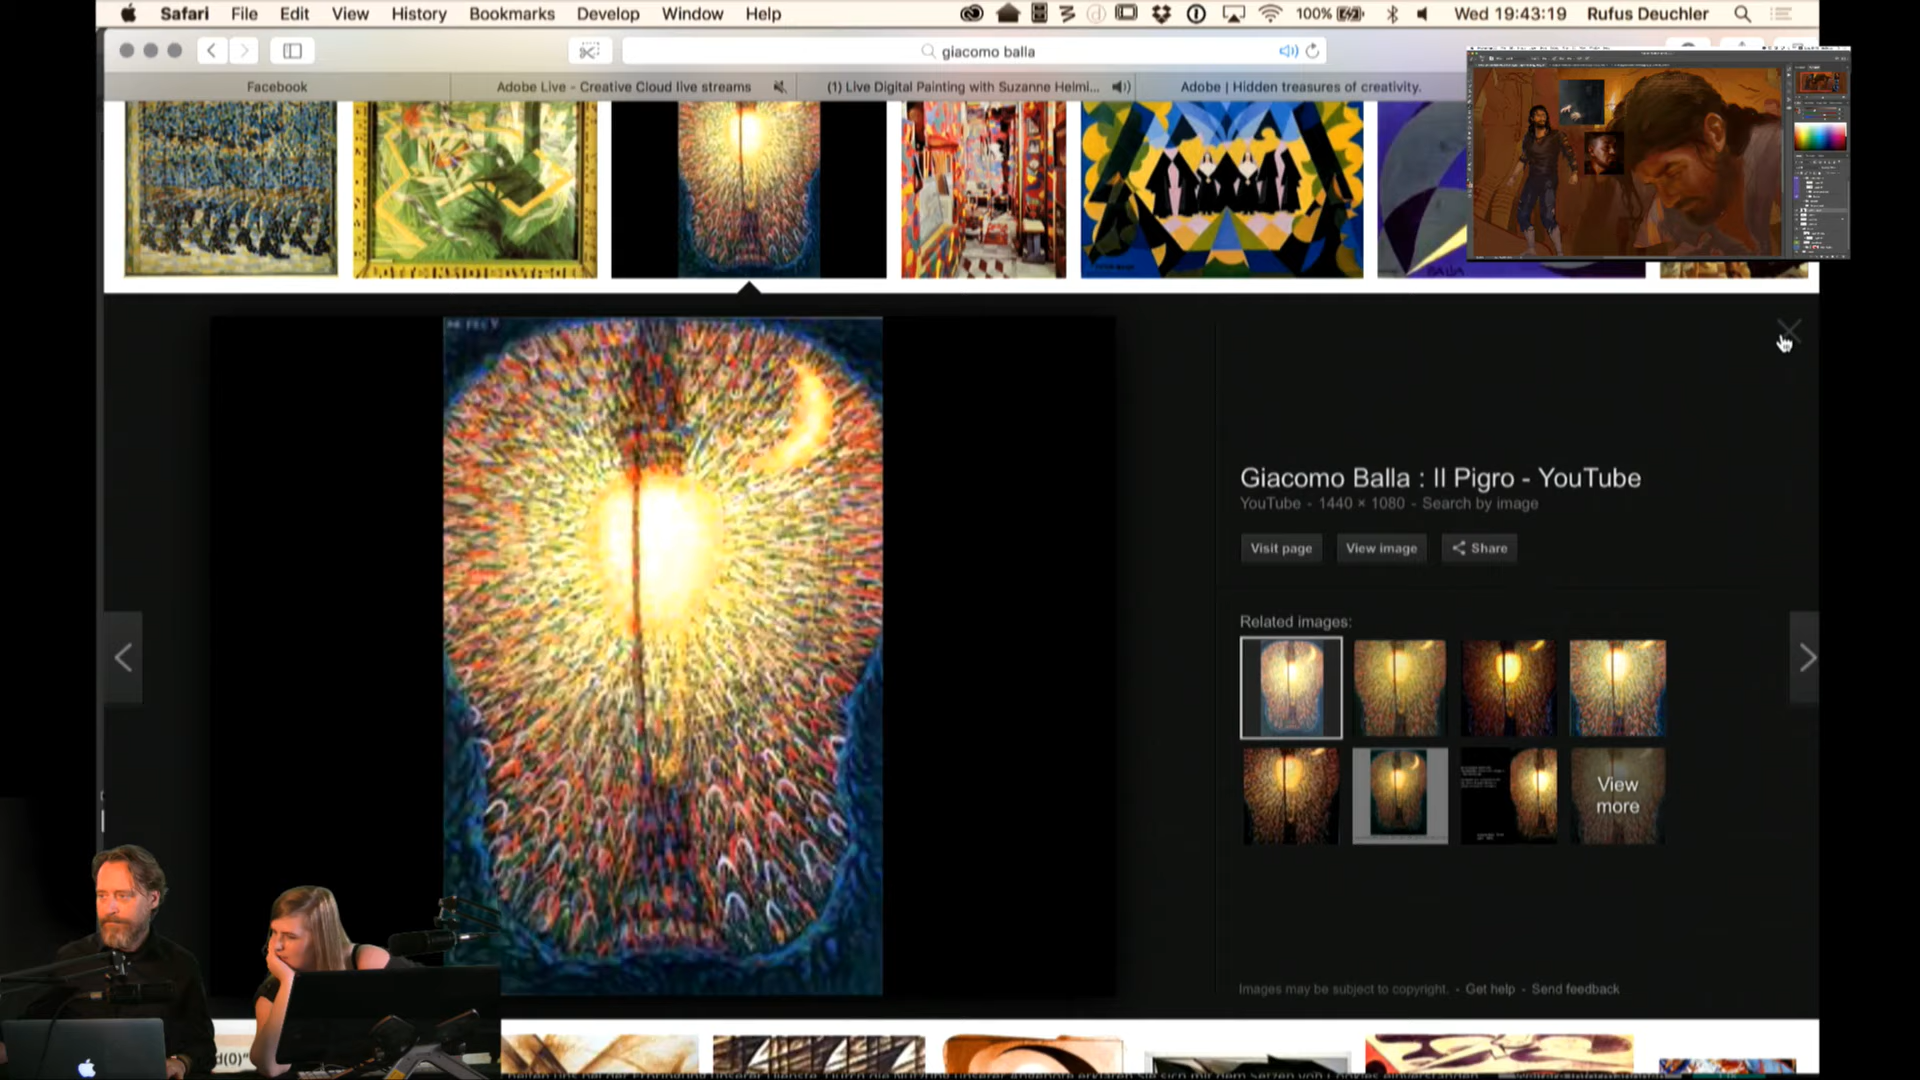 Safari File Edit View History Bookmarks Develop Window Help 100% Wed 19:43:19 Rufus Deuchler
giacomo balla
Facebook
Adobe Live - Creative Cloud live streams
(1) Live Digital Painting with Suzanne Helmi...
Adobe | Hidden treasures of creativity.
BALLA
Giacomo Balla : Il Pigro - YouTube
YouTube - 1440 × 1080 - Search by image
Visit page
View image
Share
Related images:
View
more
Images may be subject to copyright. - Get help - Send feedback